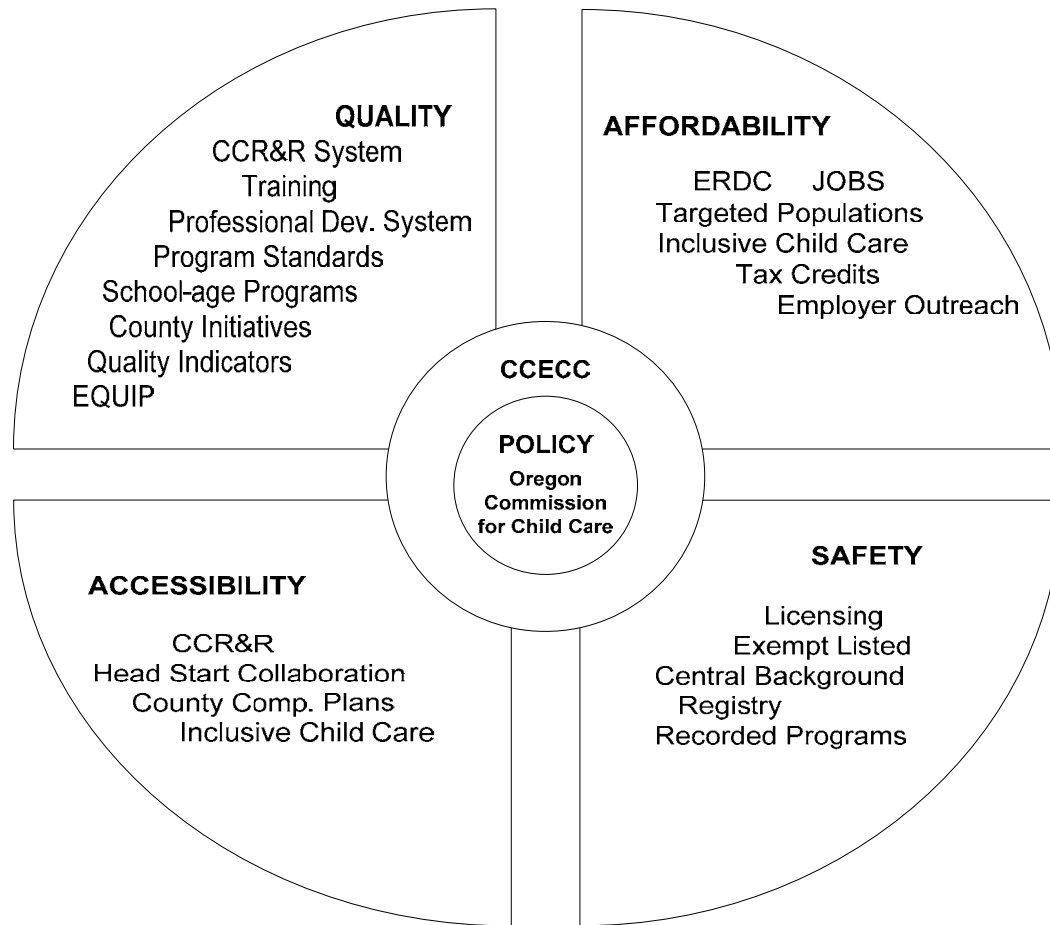 QUALITY
CCR&R System
Training
Professional Dev. System
Program Standards
School-age Programs
County Initiatives
Quality Indicators
EQUIP
AFFORDABILITY
ERDC JOBS
Targeted Populations
Inclusive Child Care
Tax Credits
Employer Outreach
CCECC
POLICY
Oregon
Commission
for Child Care
ACCESSIBILITY
CCR&R
Head Start Collaboration
County Comp. Plans
Inclusive Child Care
SAFETY
Licensing
Exempt Listed
Central Background
Registry
Recorded Programs